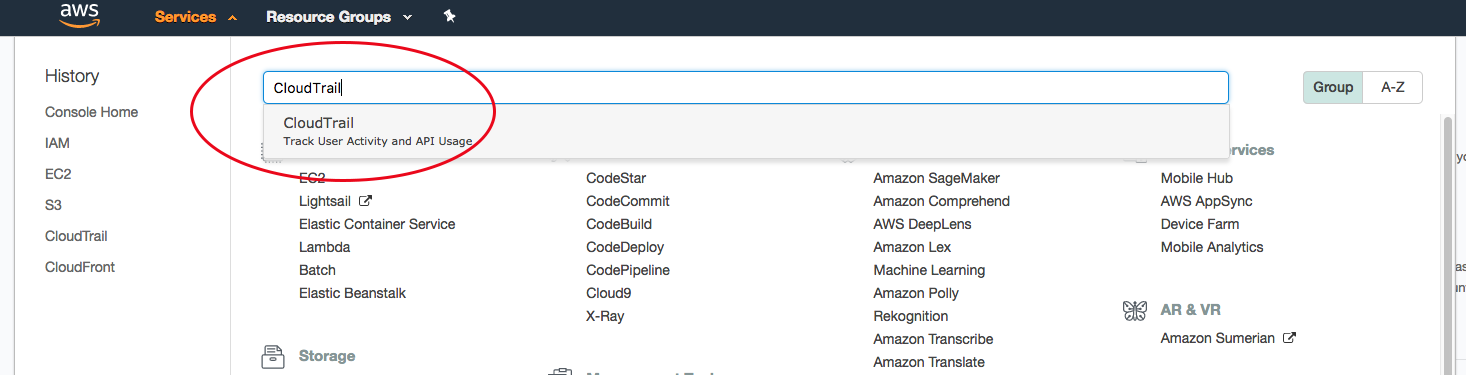 aws
Services
Resource Groups
History
Console Home
IAM
EC2
S3
CloudTrail
CloudFront
CloudTrail
Group
A-Z
CloudTrail
Track User Activity and API Usage
EC2
Lightsail
Elastic Container Service
Lambda
Batch
Elastic Beanstalk
Storage
CodeStar
CodeCommit
CodeBuild
CodeDeploy
CodePipeline
Cloud9
X-Ray
Amazon SageMaker
Amazon Comprehend
AWS DeepLens
Amazon Lex
Machine Learning
Amazon Polly
Rekognition
Amazon Transcribe
Amazon Translate
Mobile Hub
AWS AppSync
Device Farm
Mobile Analytics
AR & VR
Amazon Sumerian